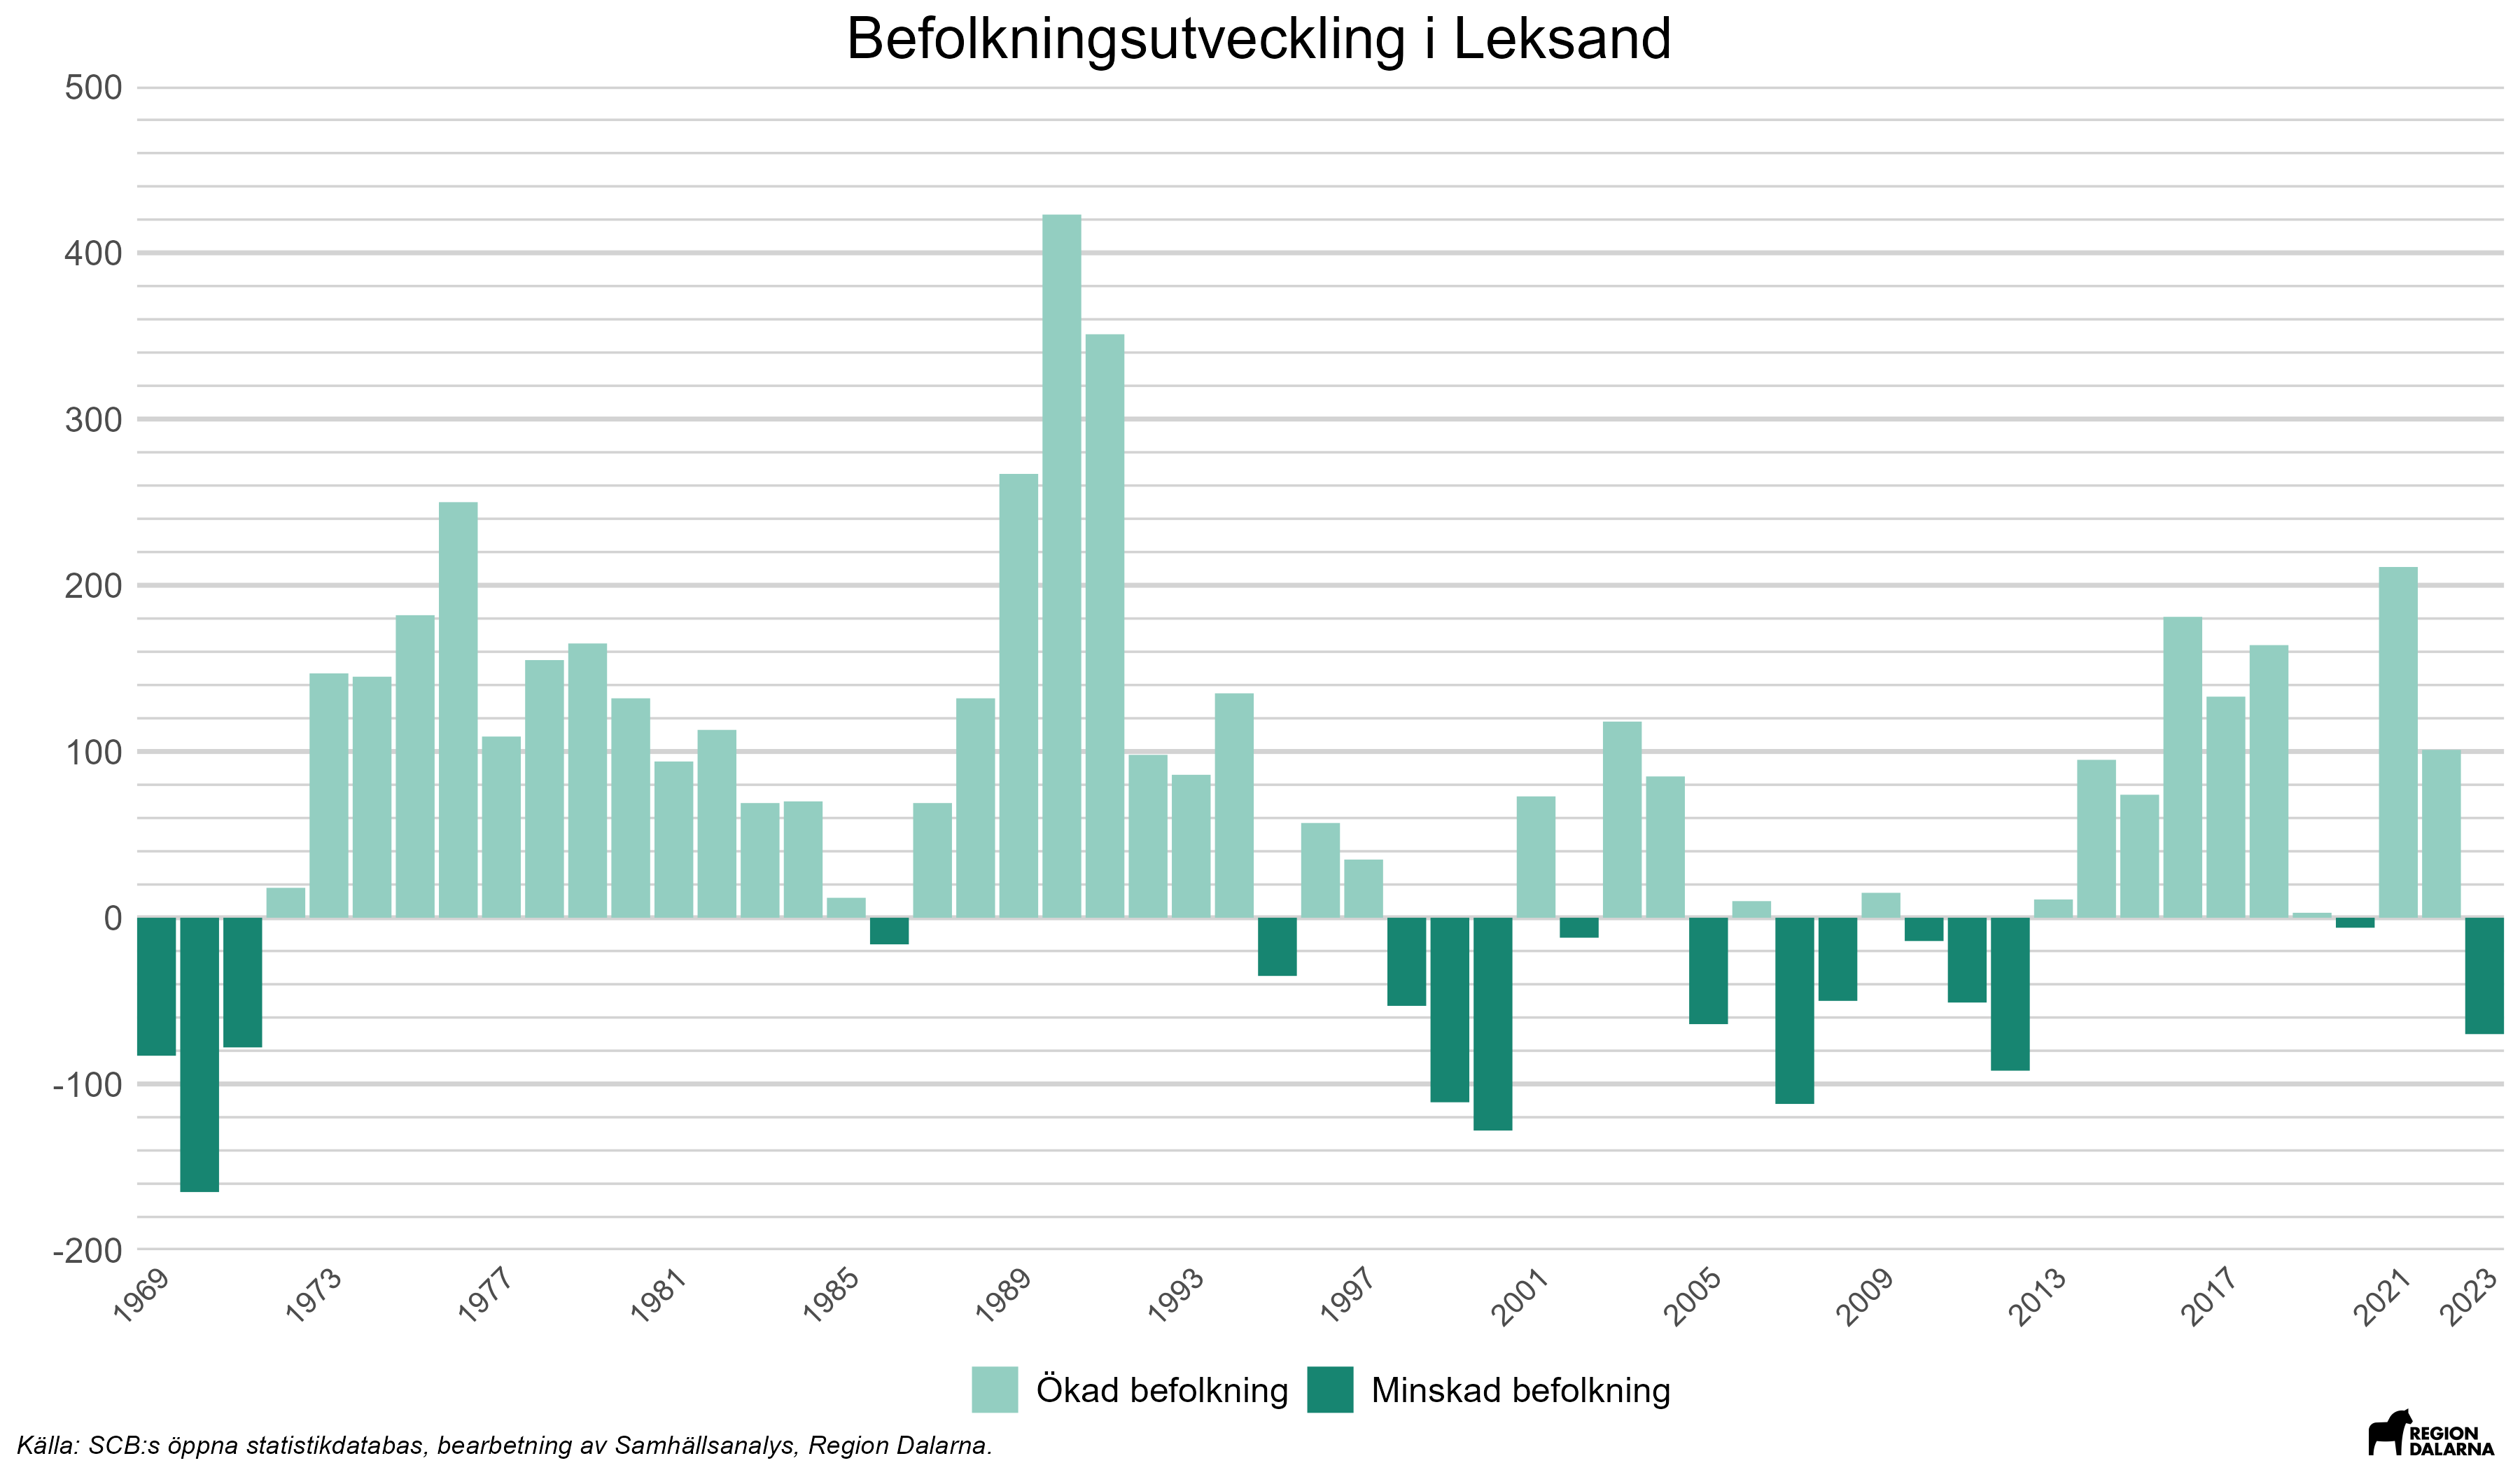 Befolkningsutveckling i Leksand
500
400
300
200
100
0
-100
-200
1969 1973 1977 1981 1985 1989 1993 1997 2001 2005 2009 2013 2017 2021 2023
Ökad befolkning Minskad befolkning
Källa: SCB:s öppna statistikdatabas, bearbetning av Samhällsanalys, Region Dalarna.
REGION
DALARNA